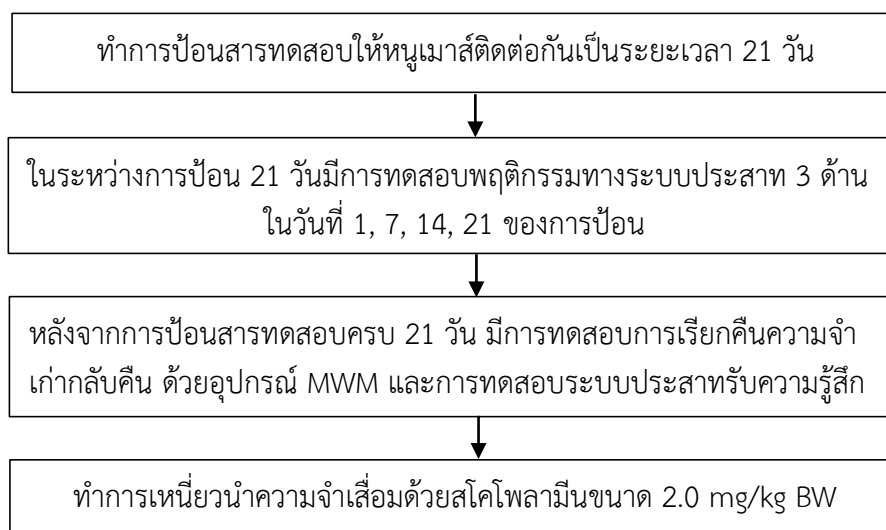 ทำการป้อนสารทดสอบให้หนูเมาส์ติดต่อกันเป็นระยะเวลา 21 วัน
ในระหว่างการป้อน 21 วันมีการทดสอบพฤติกรรมทางระบบประสาท 3 ด้าน
ในวันที่ 1, 7, 14, 21 ของการป้อน
หลังจากการป้อนสารทดสอบครบ 21 วัน มีการทดสอบการเรียกคืนความจำ
เก่ากลับคืน ด้วยอุปกรณ์ MWM และการทดสอบระบบประสาทรับความรู้สึก
ทำการเหนี่ยวนำความจำเสื่อมด้วยสโคโพลามีนขนาด 2.0 mg/kg BW